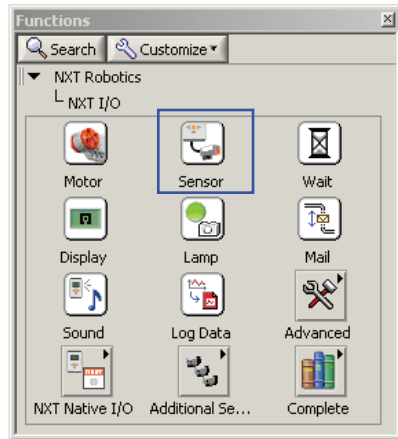 Functions
Search Customize
NXT Robotics
NXT I/O
Motor Sensor Wait
Display Lamp Mail
Sound Log Data Advanced
NXT Native I/O Additional Se... Complete